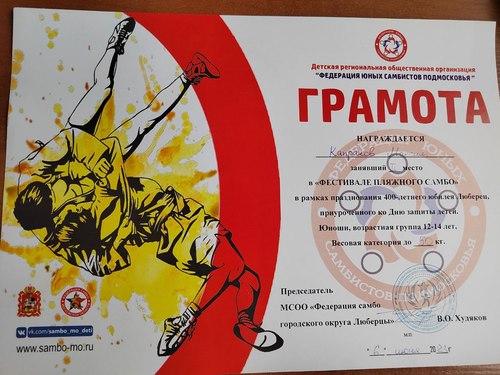 Детская региональная общественная организация
"ФЕДЕРАЦИЯ ЮНЫХ САМБИСТОВ ПОДМОСКОВЬЯ"
ГРАМОТА
НАГРАЖДАЕТСЯ
занявший место
в «ФЕСТИВАЛЕ ПЛЯЖНОГО САМБО»
в рамках празднования 400-летнего юбилея Люберец,
приуроченного ко Дню защиты детей.
Юноши, возрастная группа 12-14 лет.
Весовая категория до кг.
Председатель
МСОО «Федерация самбо
городского округа Люберцы» В.О. Худяков
м.п.
vk.com/sambo_mo_deti
www.sambo-mo.ru